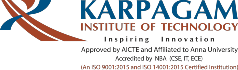 KARPAGAM
INSTITUTE OF TECHNOLOGY
Inspiring Innovation
Approved by AICTE and Affiliated to Anna University
Accredited by NBA (CSE, IT, ECE)
(An ISO 9001:2015 and ISO 14001:2015 Certified Institution)